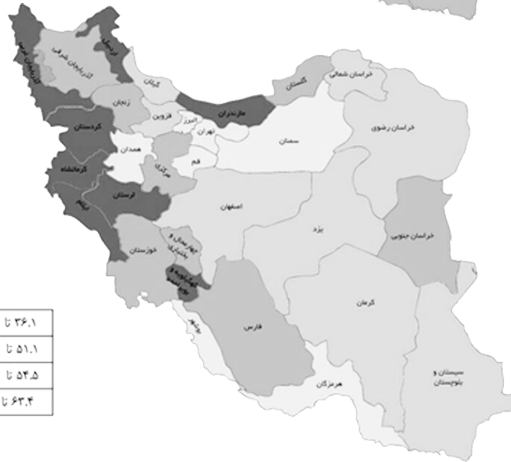 اردبیل
آذربایجان شرقی
آذربایجان غربی
گیلان
زنجان
مازندران
گلستان
خراسان شمالی
کردستان
قزوین
البرز
تهران
سمنان
خراسان رضوی
همدان
کرمانشاه
مرکزی
قم
ایلام
لرستان
اصفهان
یزد
خراسان جنوبی
خوزستان
چهارمحال و
بختیاری
کهگیلویه و
بویراحمد
بوشهر
فارس
کرمان
هرمزگان
سیستان و
بلوچستان
۳۶.۱ تا
۵۱.۱ تا
۵۴.۵ تا
۶۳.۴ تا